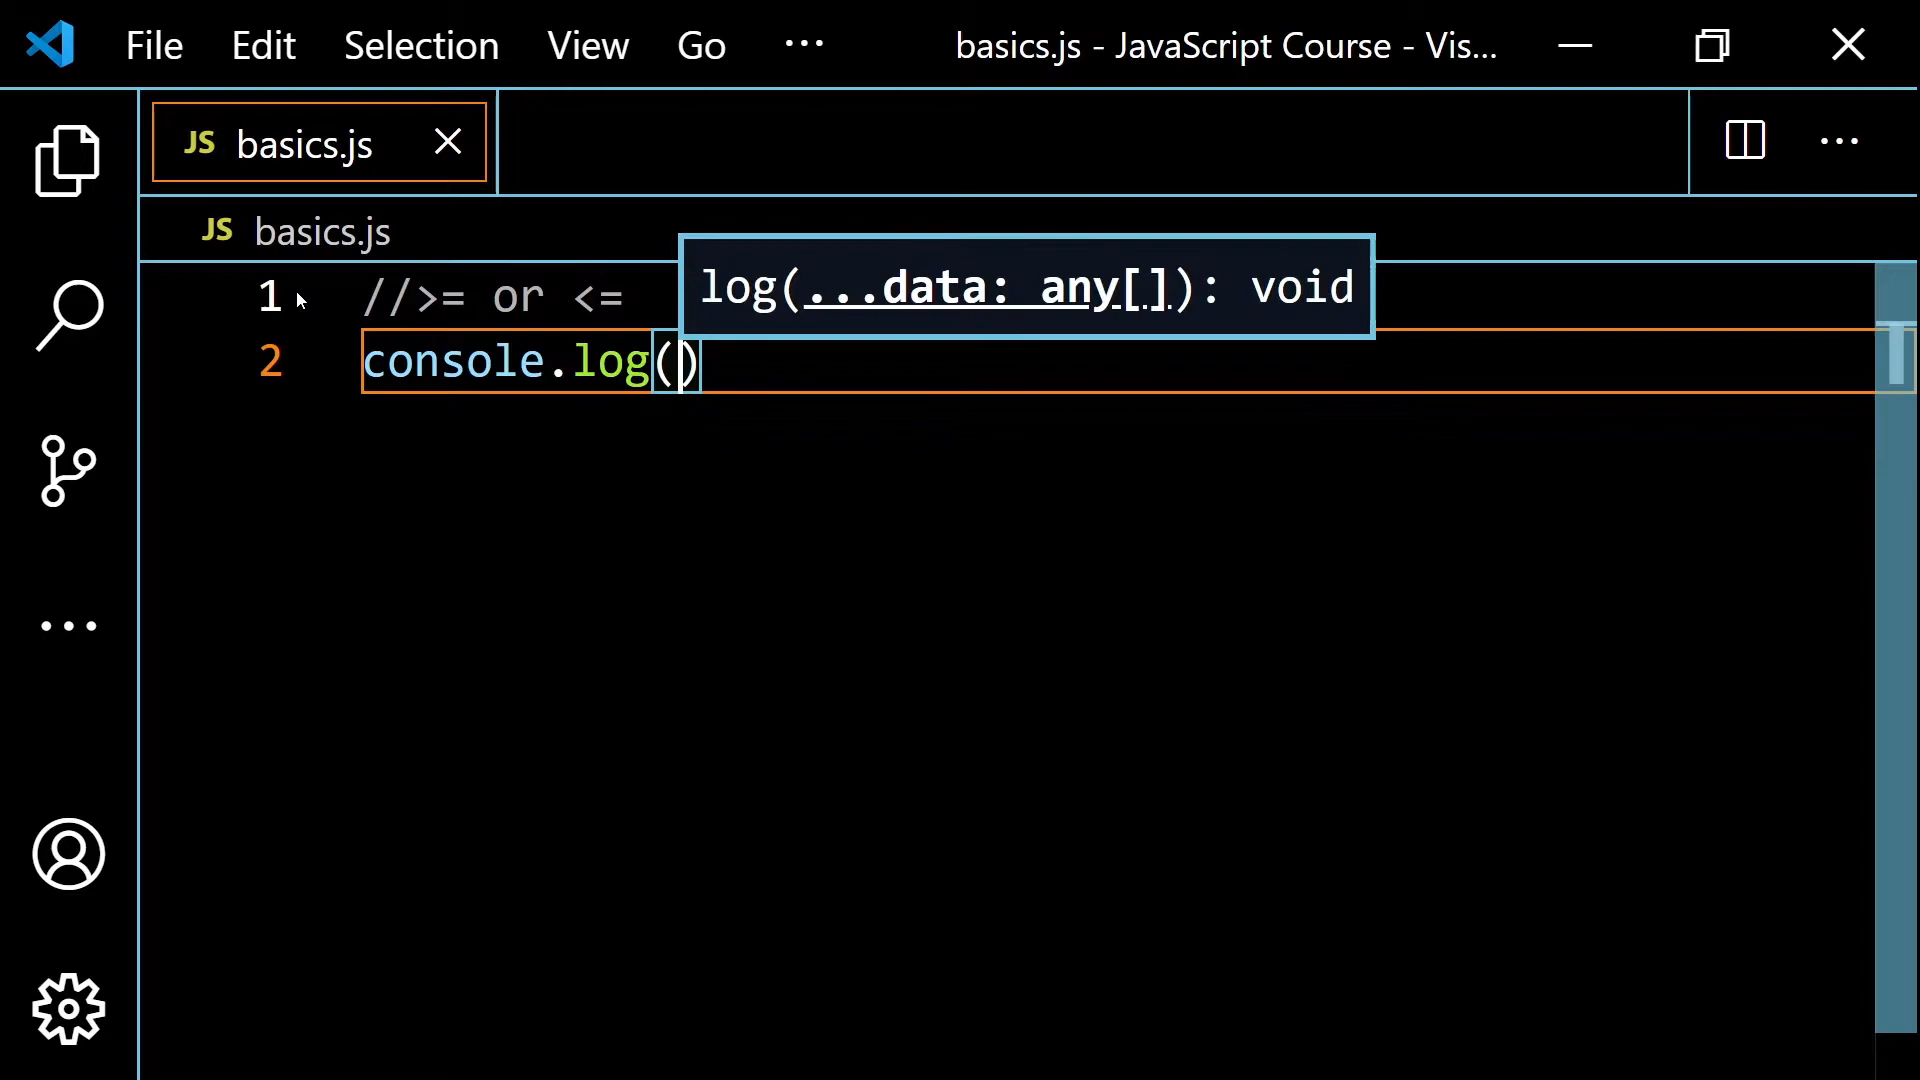 File Edit Selection View Go ··· basics.js - JavaScript Course - Vis...
JS basics.js
JS basics.js
log(...data: any[]): void
1 //>= or <=
2 console.log()